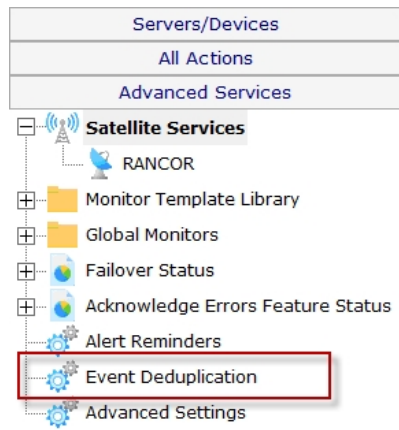 Servers/Devices
All Actions
Advanced Services
Satellite Services
RANCOR
Monitor Template Library
Global Monitors
Failover Status
Acknowledge Errors Feature Status
Alert Reminders
Event Deduplication
Advanced Settings